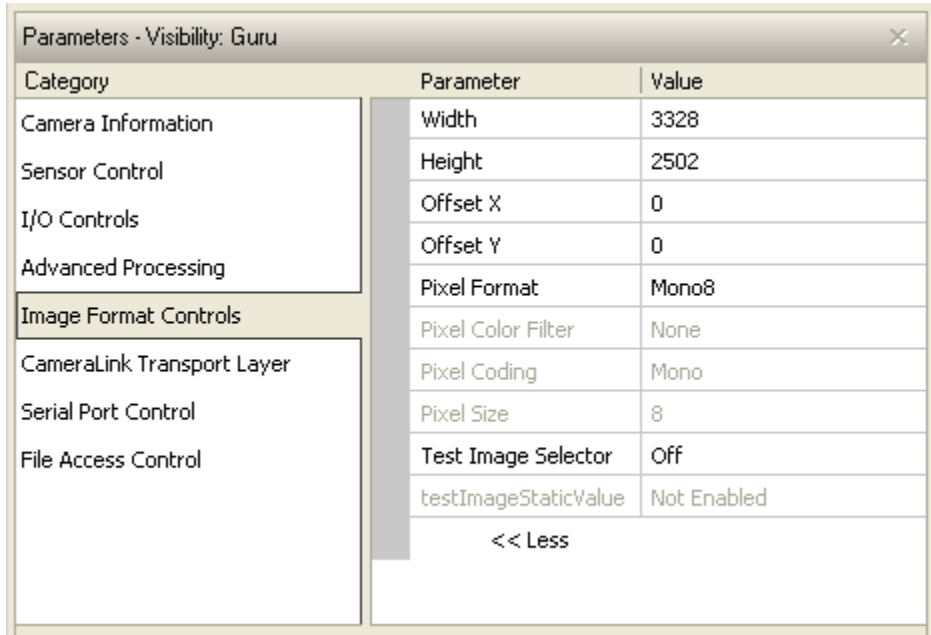 Parameters - Visibility: Guru
Category
Parameter Value
Camera Information
Sensor Control
I/O Controls
Advanced Processing
Image Format Controls
CameraLink Transport Layer
Serial Port Control
File Access Control
Width 3328
Height 2502
Offset X 0
Offset Y 0
Pixel Format Mono8
Pixel Color Filter None
Pixel Coding Mono
Pixel Size 8
Test Image Selector Off
testImageStaticValue Not Enabled
<< Less